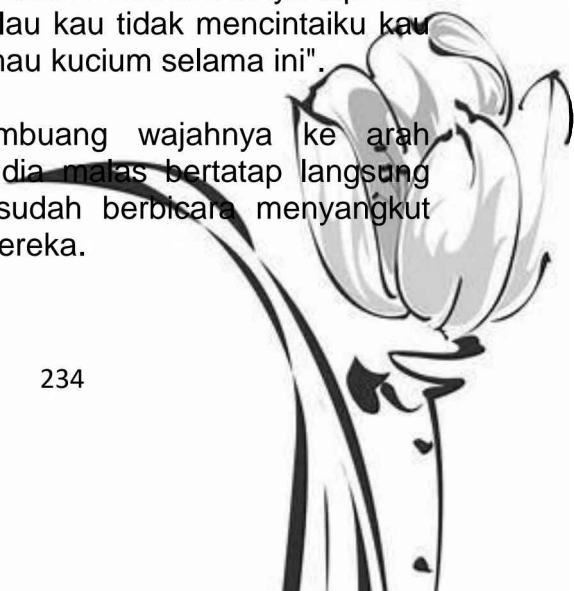 lau kau tidak mencintaiku kau
nau kucium selama ini".
mbuang wajahnya ke arah
dia malas bertatap langsung
sudah berbicara menyangkut
ereka.
234